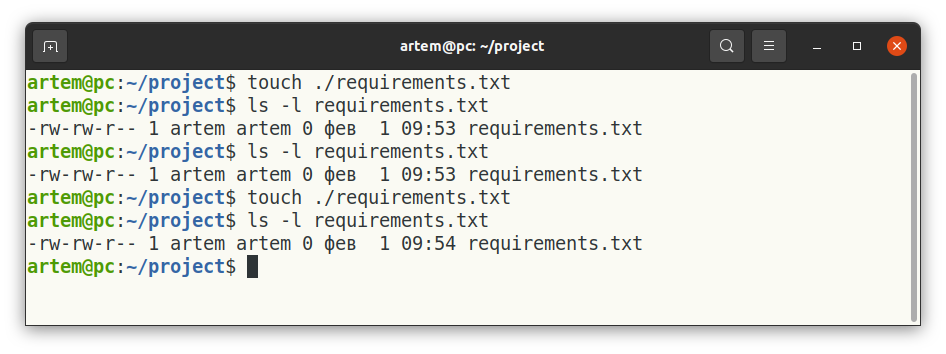 artem@pc: ~/project
artem@pc:~/project$ touch ./requirements.txt
artem@pc:~/project$ ls -l requirements.txt
-rw-rw-r-- 1 artem artem 0 фев  1 09:53 requirements.txt
artem@pc:~/project$ ls -l requirements.txt
-rw-rw-r-- 1 artem artem 0 фев  1 09:53 requirements.txt
artem@pc:~/project$ touch ./requirements.txt
artem@pc:~/project$ ls -l requirements.txt
-rw-rw-r-- 1 artem artem 0 фев  1 09:54 requirements.txt
artem@pc:~/project$